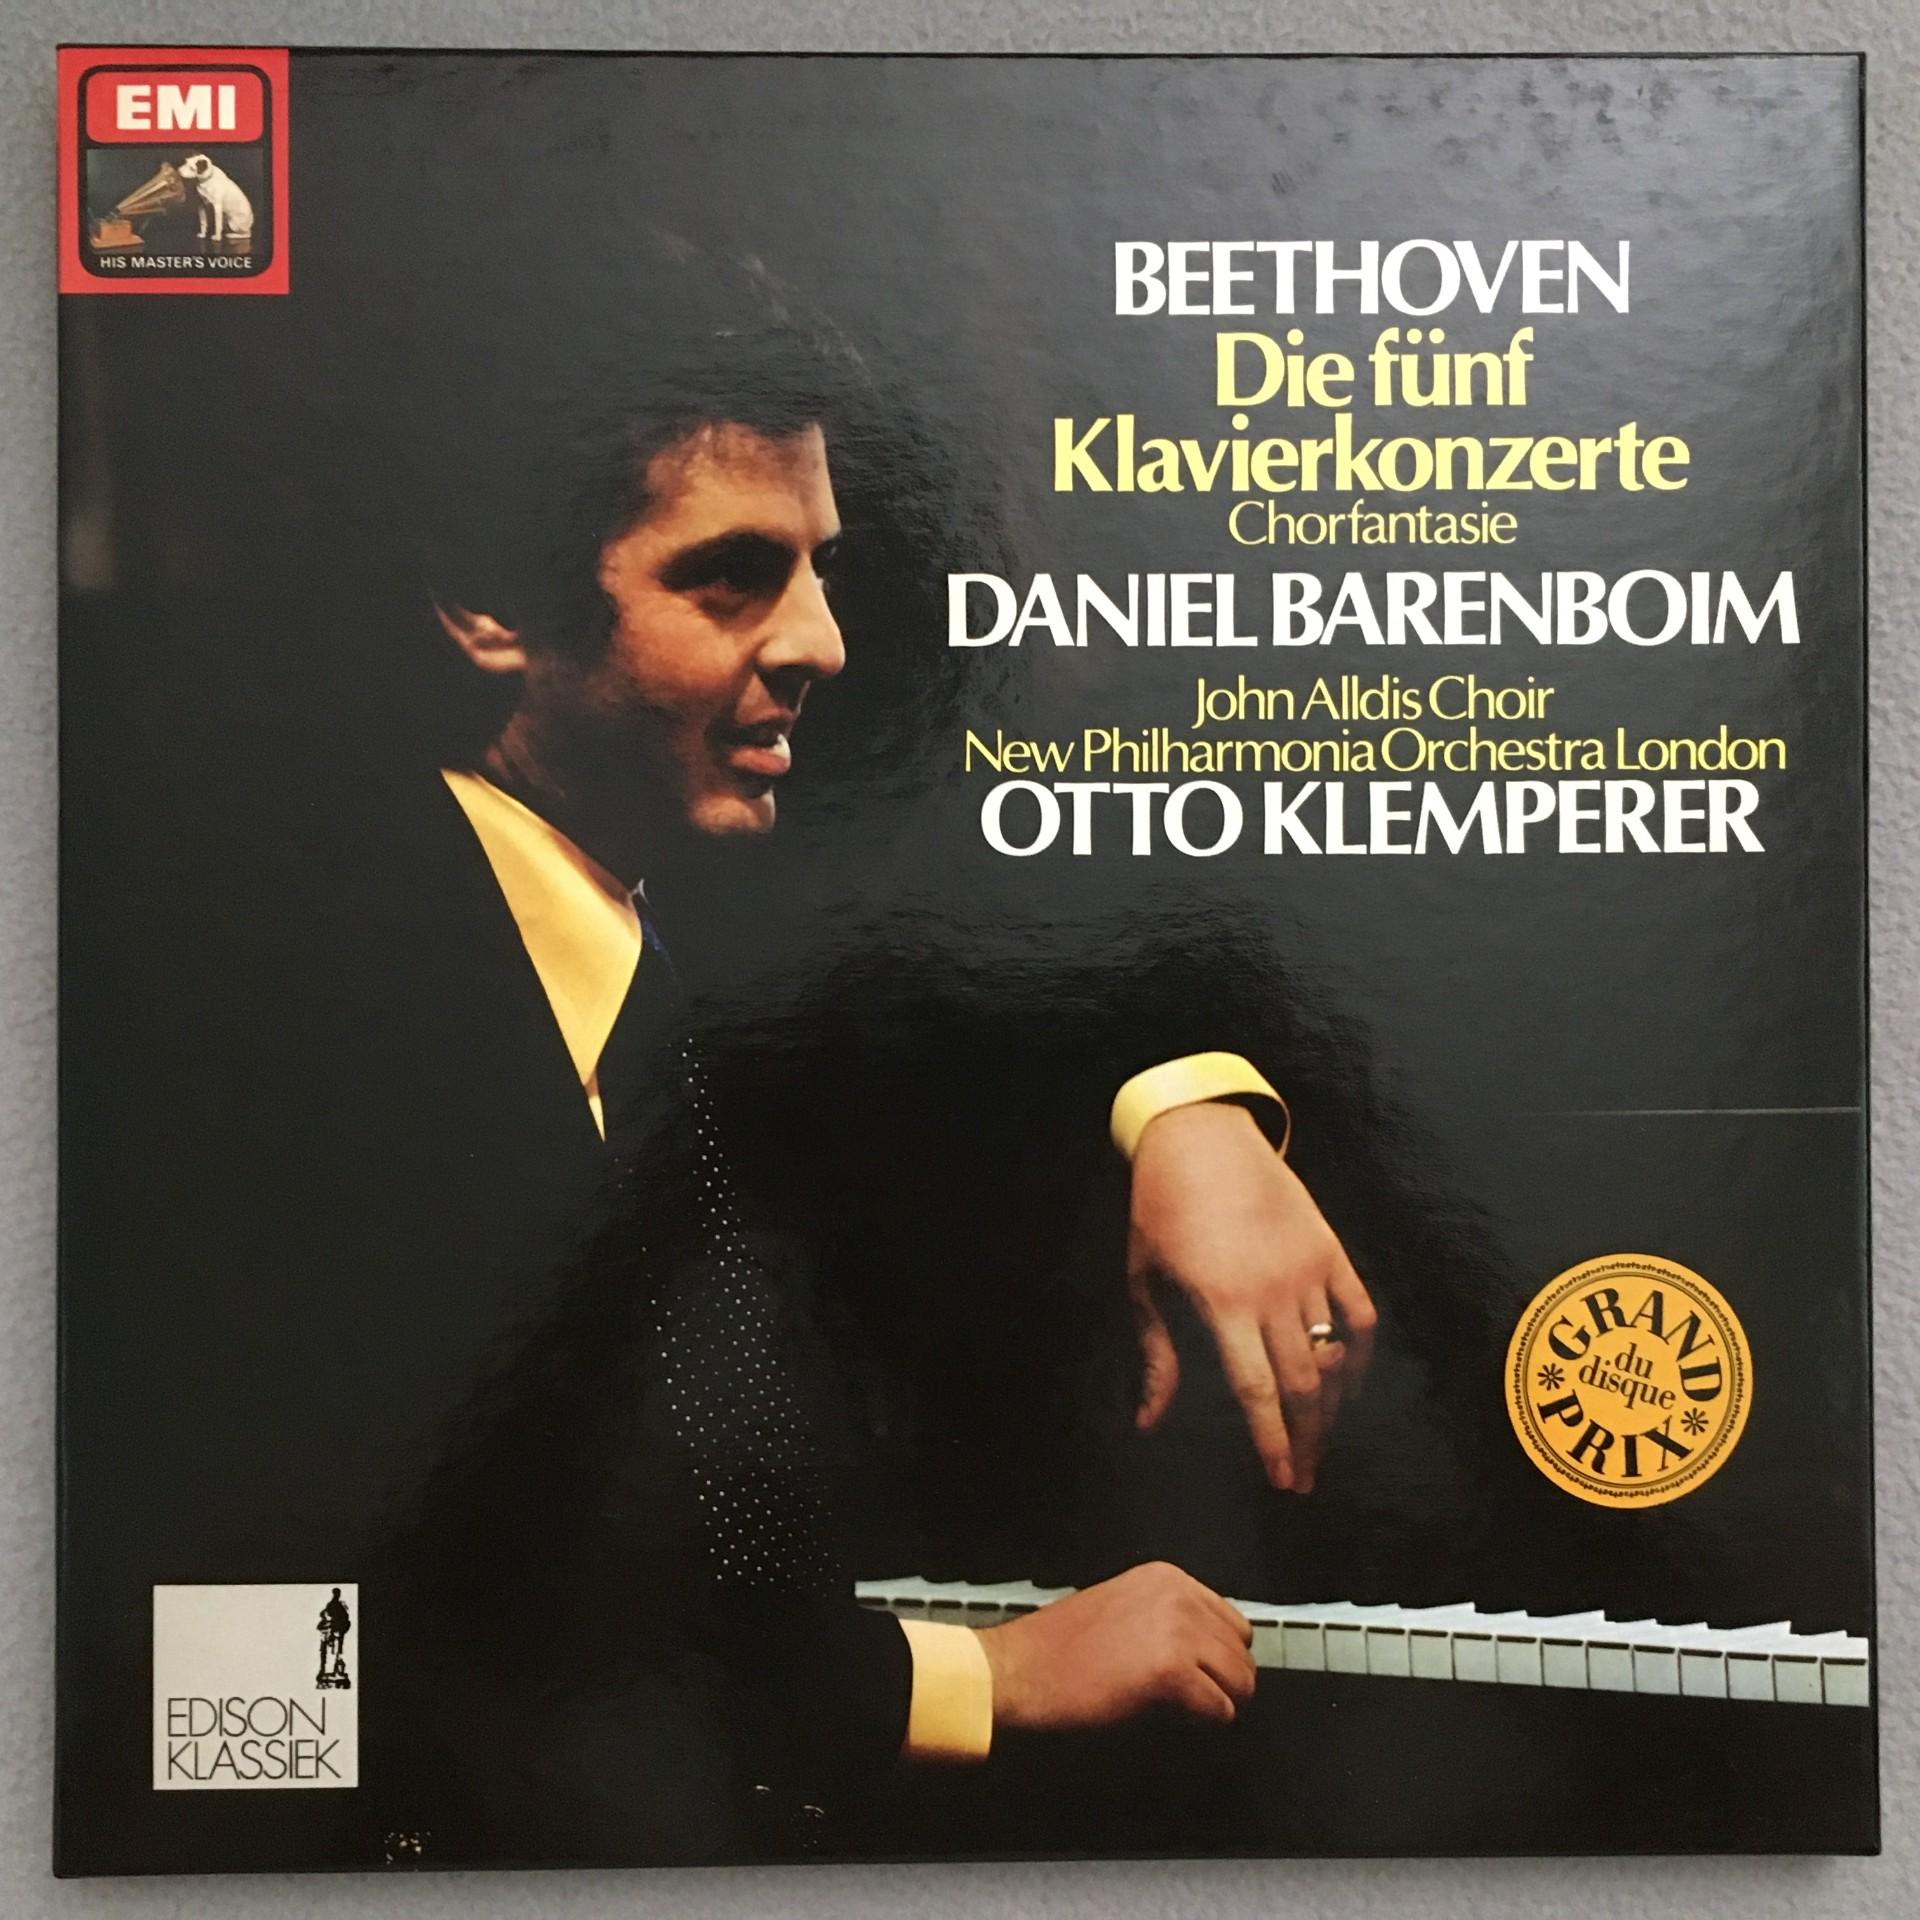 EMI
HIS MASTER'S VOICE
BEETHOVEN
Die fünf
Klavierkonzerte
Chorfantasie
DANIEL BARENBOIM
John Alldis Choir
New Philharmonia Orchestra London
OTTO KLEMPERER
GRAND
du
disque
PRIX
EDISON
KLASSIEK